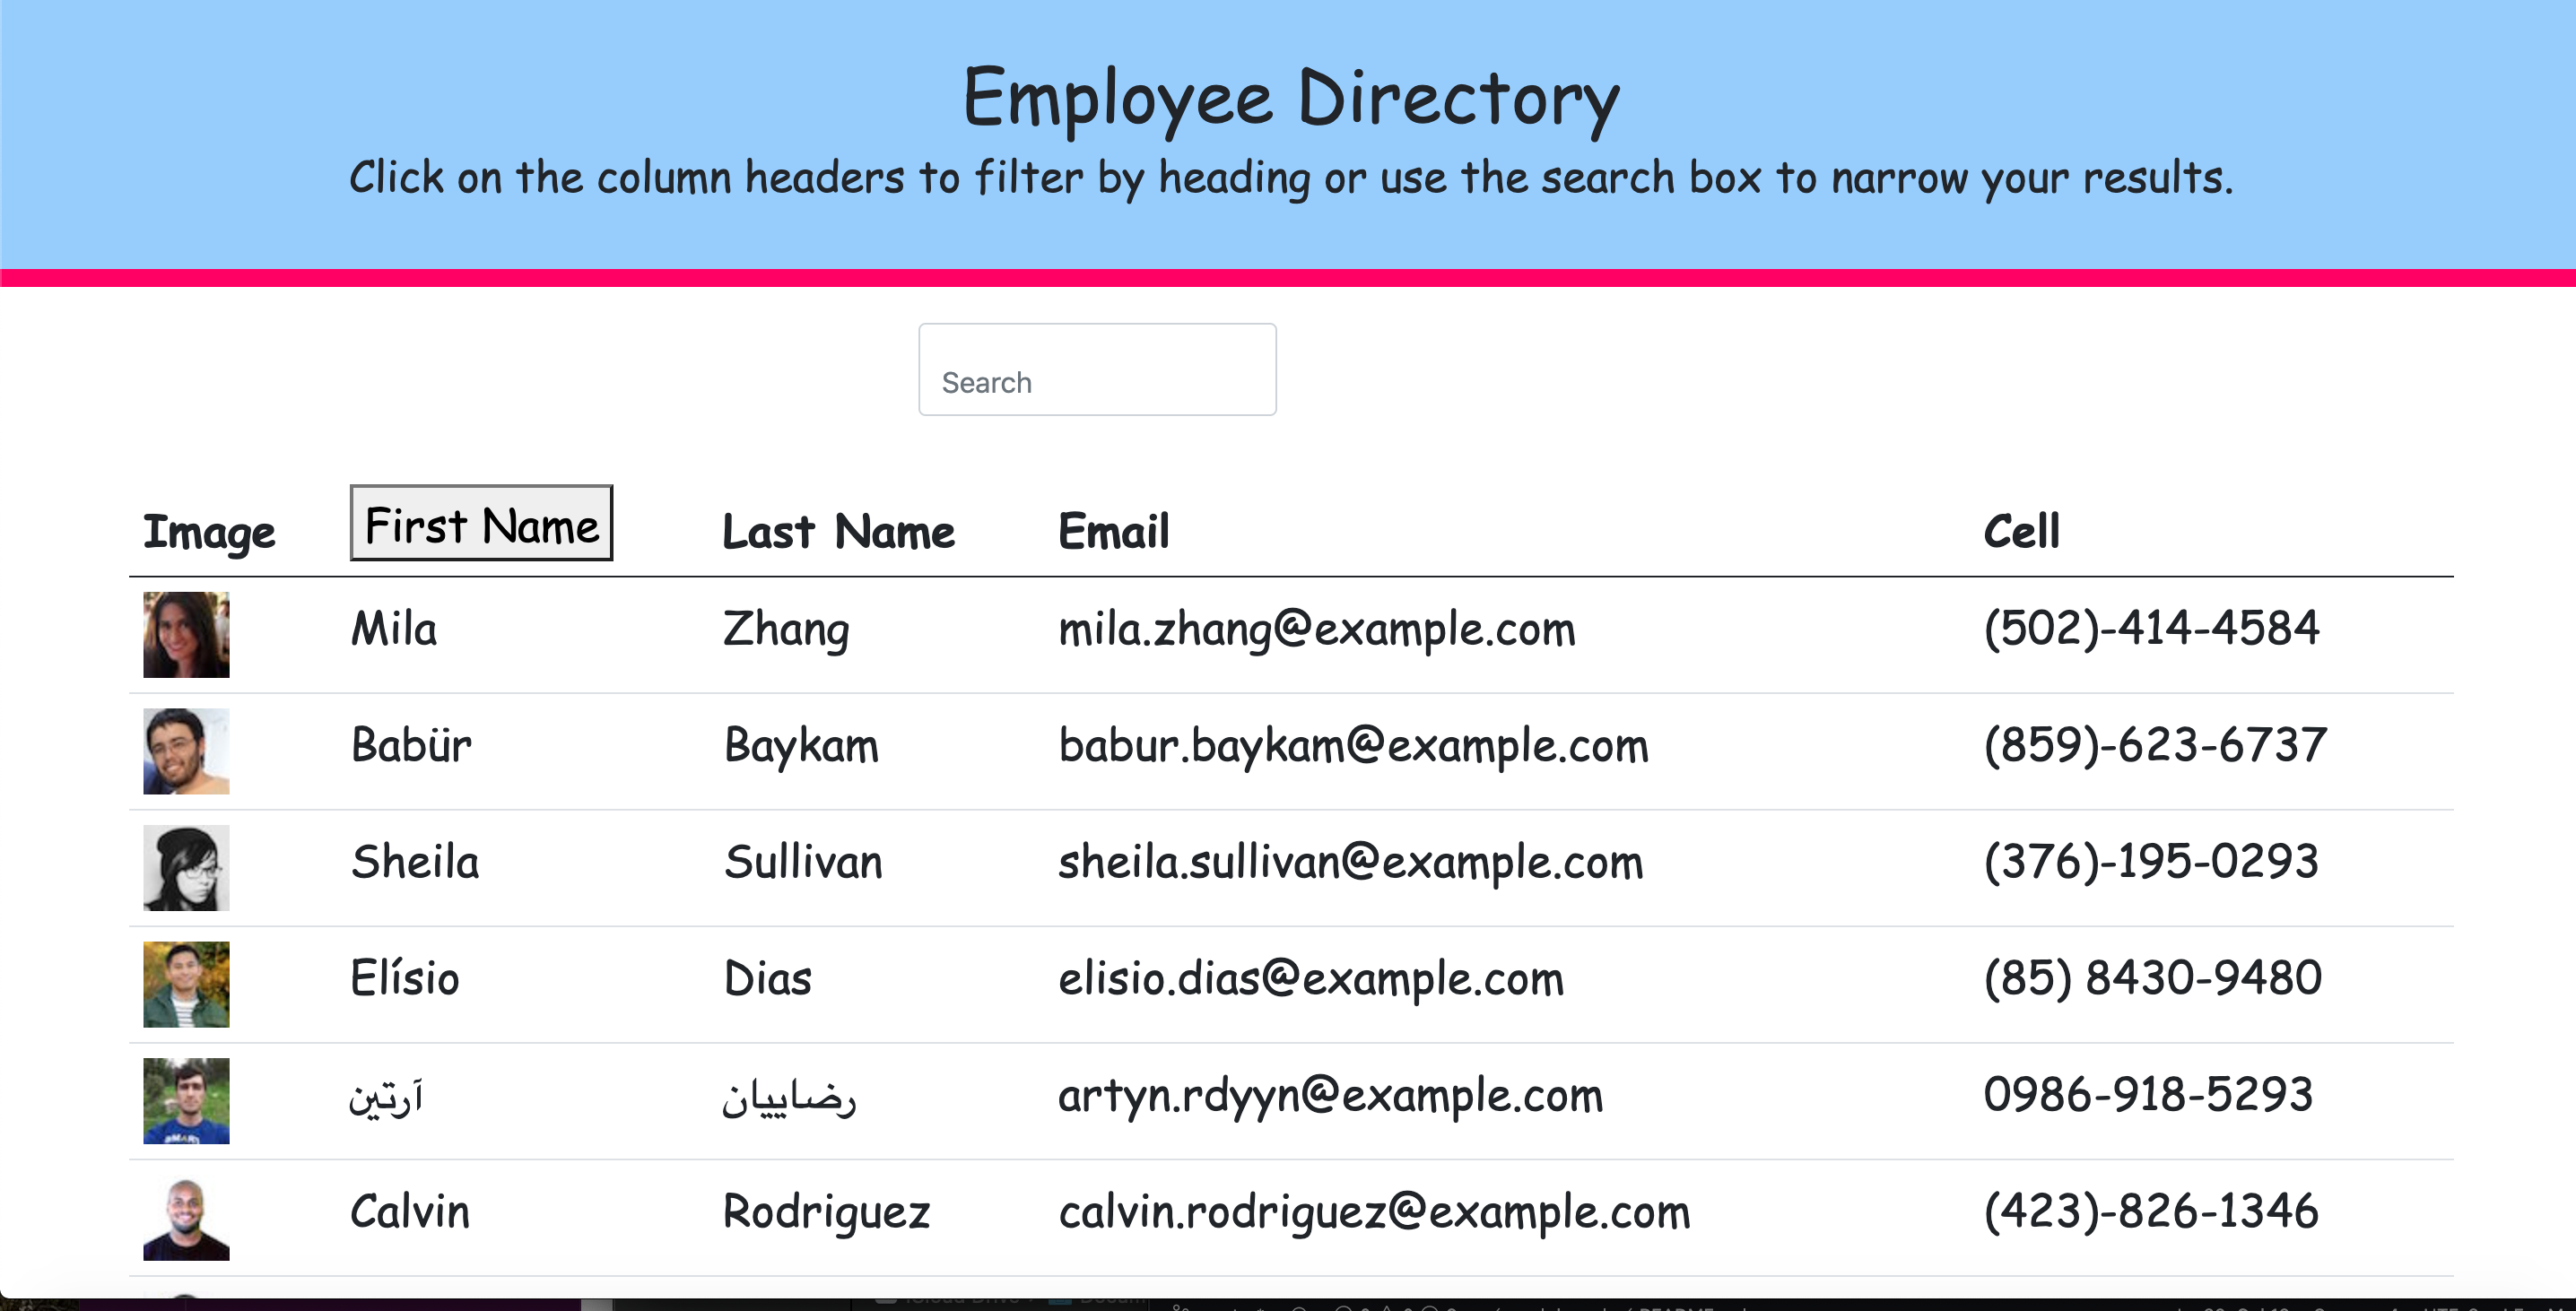 Employee Directory
Click on the column headers to filter by heading or use the search box to narrow your results.
Search
Image First Name Last Name Email Cell
Mila Zhang mila.zhang@example.com (502)-414-4584
Babür Baykam babur.baykam@example.com (859)-623-6737
Sheila Sullivan sheila.sullivan@example.com (376)-195-0293
Elísio Dias elisio.dias@example.com (85) 8430-9480
آرتین رضاییان artyn.rdyyn@example.com 0986-918-5293
Calvin Rodriguez calvin.rodriguez@example.com (423)-826-1346